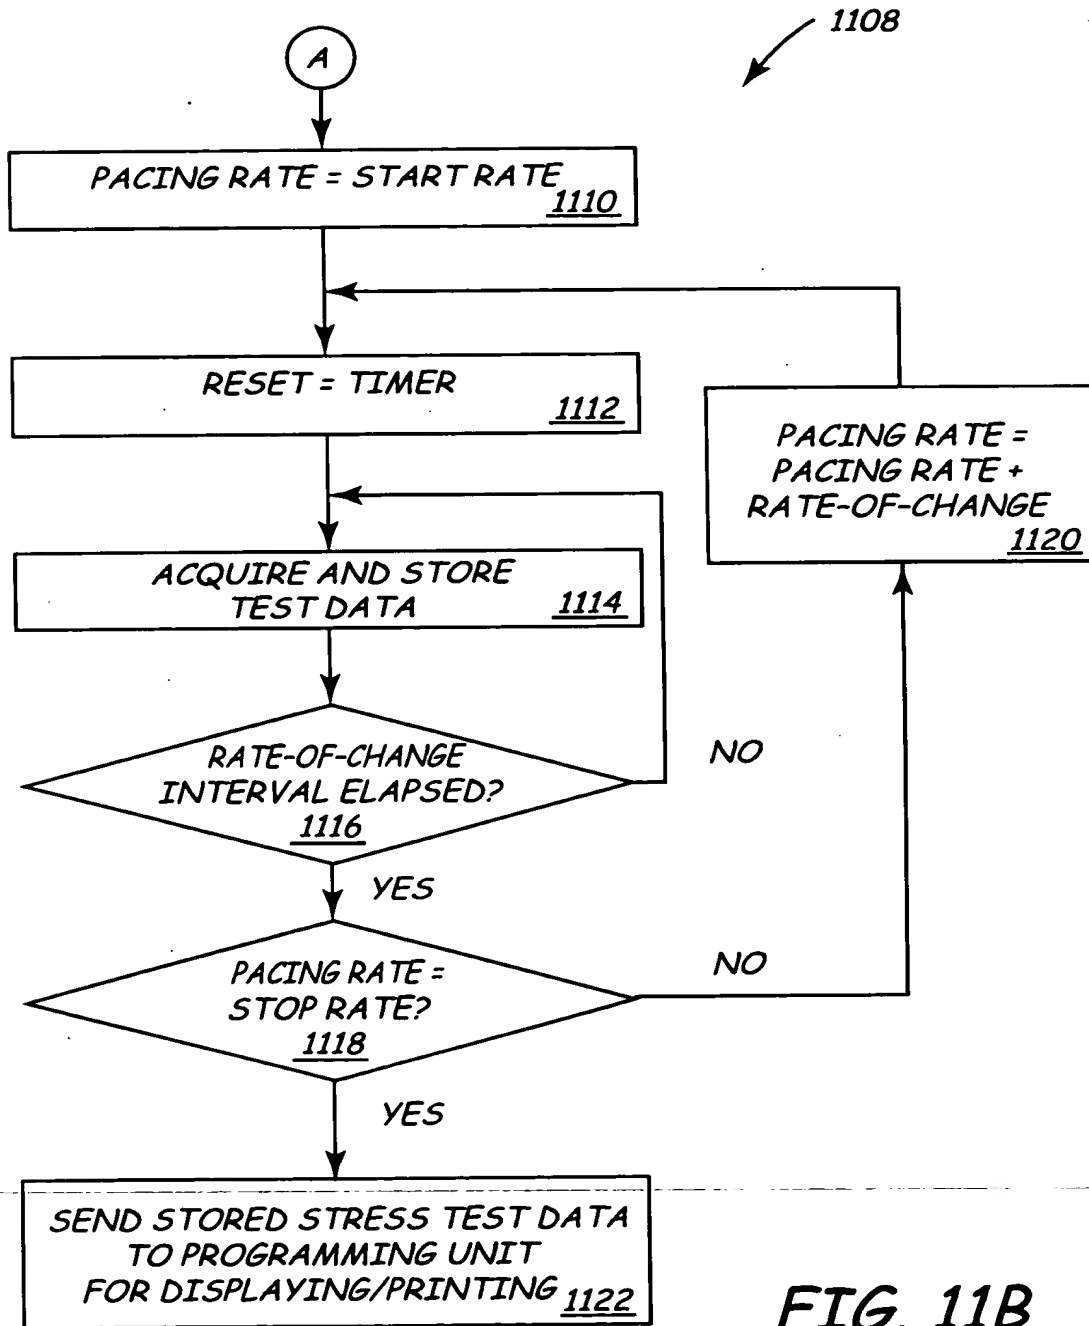 1108
A
PACING RATE = START RATE
1110
RESET = TIMER
1112
ACQUIRE AND STORE
TEST DATA
1114
RATE-OF-CHANGE
INTERVAL ELAPSED?
1116
NO
YES
PACING RATE =
STOP RATE?
1118
NO
YES
PACING RATE =
PACING RATE +
RATE-OF-CHANGE
1120
SEND STORED STRESS TEST DATA
TO PROGRAMMING UNIT
FOR DISPLAYING/PRINTING
1122
FIG. 11B